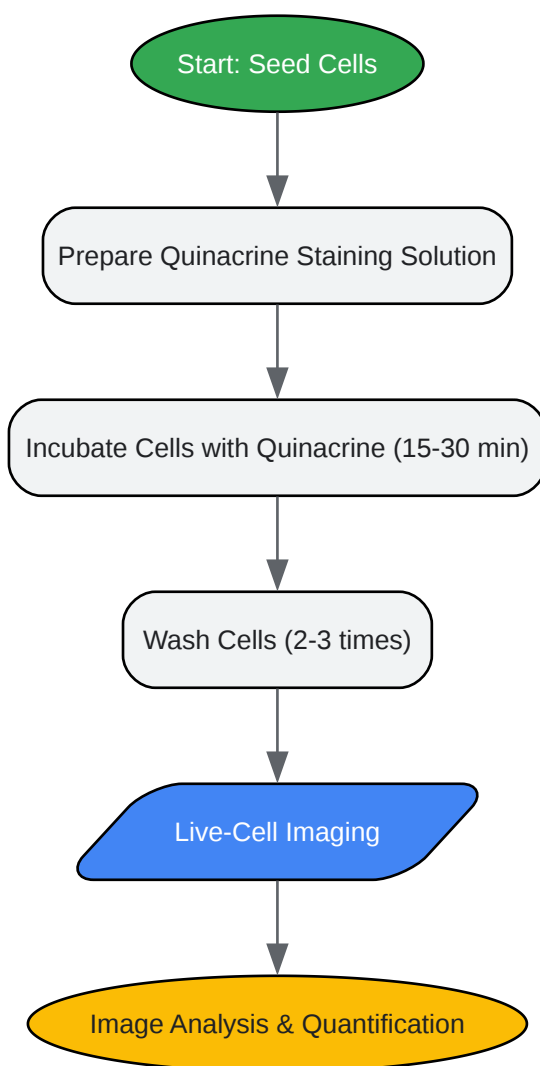 Start: Seed Cells
Prepare Quinacrine Staining Solution
Incubate Cells with Quinacrine (15-30 min)
Wash Cells (2-3 times)
Live-Cell Imaging
Image Analysis & Quantification